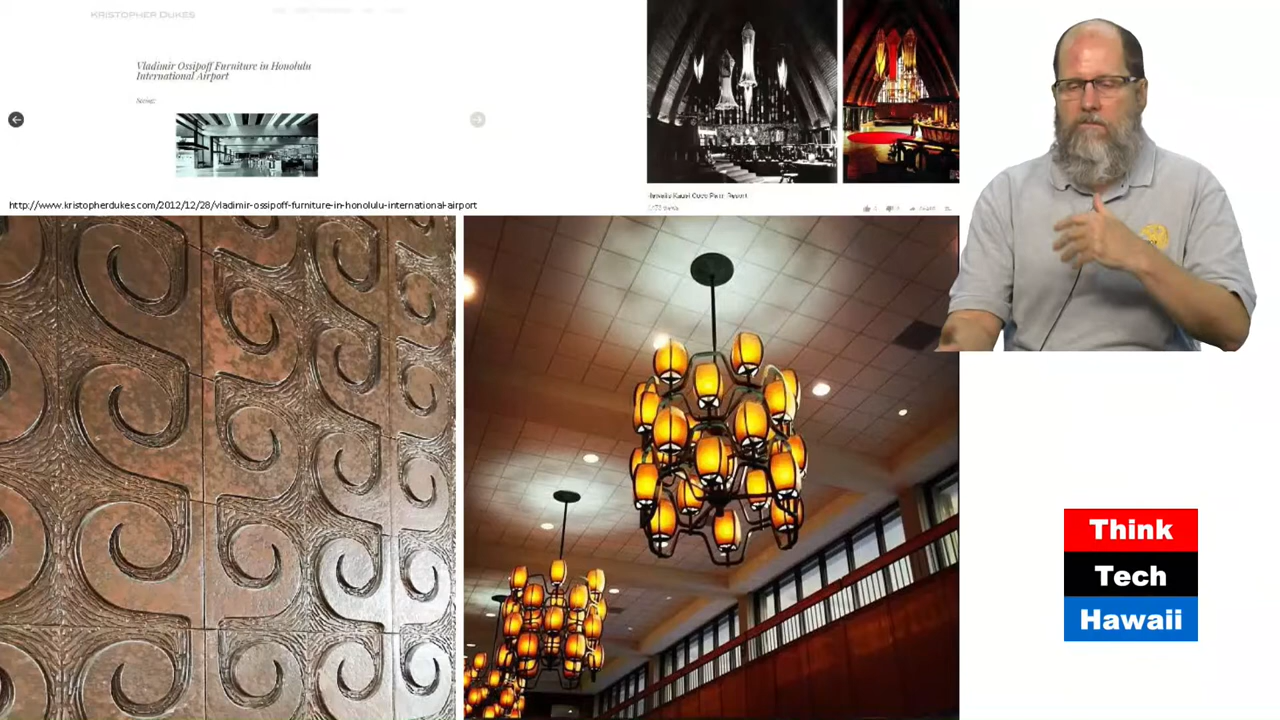 KRISTOPHER DUKES
Vladimir Ossipoff Furniture in Honolulu
International Airport
http://www.kristopherdukes.com/2012/12/28/vladimir-ossipoff-furniture-in-honolulu-international-airport
Think
Tech
Hawaii